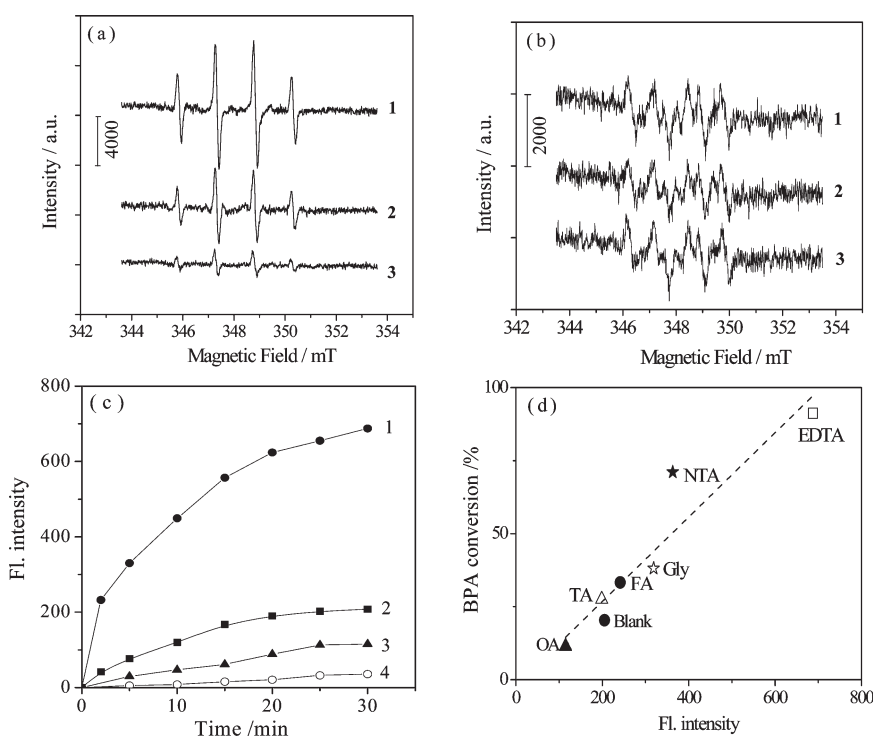 (a)
1
4000
2
3
Intensity / a.u.
342 344 346 348 350 352 354
Magnetic Field / mT
(b)
1
2000
2
3
Intensity / a.u.
342 344 346 348 350 352 354
Magnetic Field / mT
(c)
800
600
400
200
0
Fl. intensity
1
2
3
4
0 10 20 30
Time /min
(d)
100
50
0
BPA conversion /%
EDTA
NTA
Gly
FA
TA
Blank
OA
0 200 400 600 800
Fl. intensity